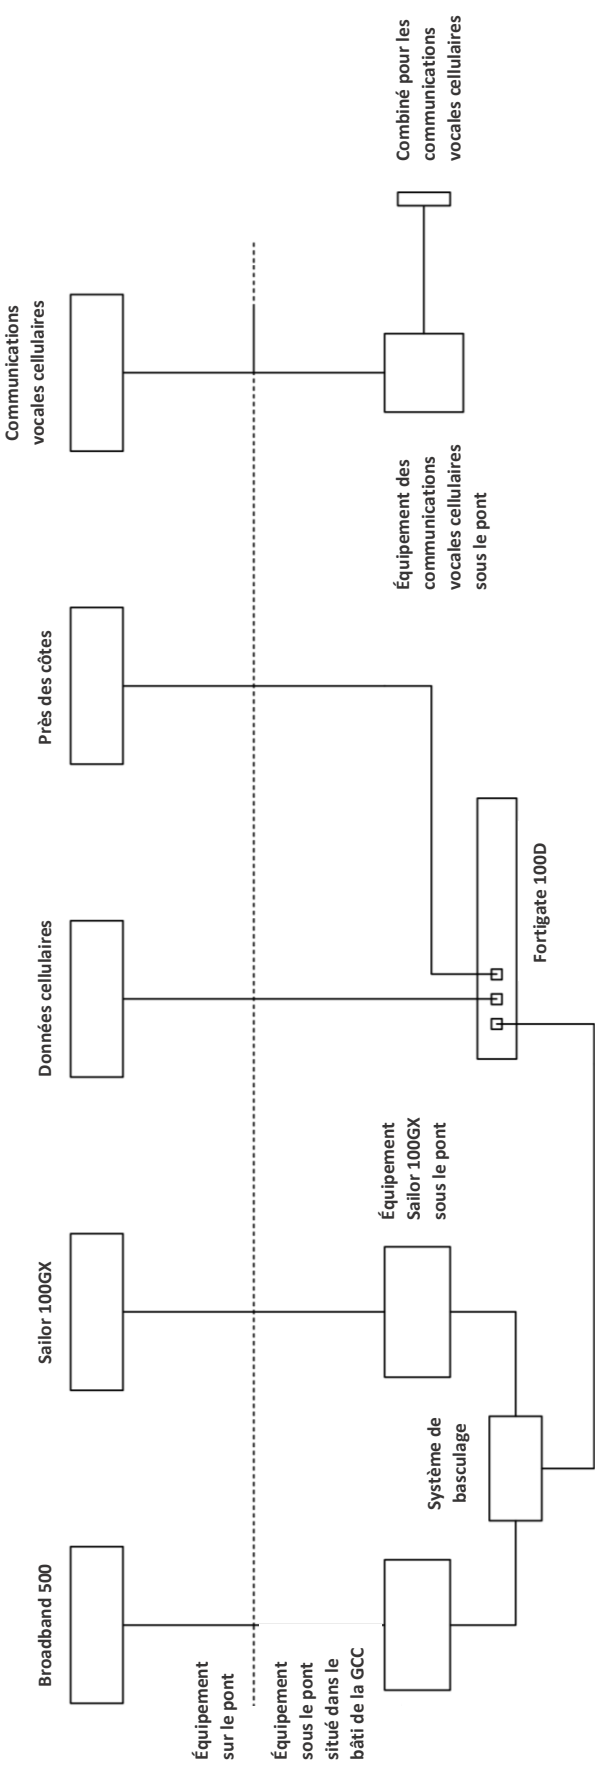 Broadband 500
Sailor 100GX
Données cellulaires
Près des côtes
Communications
vocales cellulaires
Équipement
sur le pont
Équipement
sous le pont
situé dans le
bâti de la GCC
Système de
basculage
Équipement
Sailor 100GX
sous le pont
Fortigate 100D
Équipement des
communications
vocales cellulaires
sous le pont
Combiné pour les
communications
vocales cellulaires